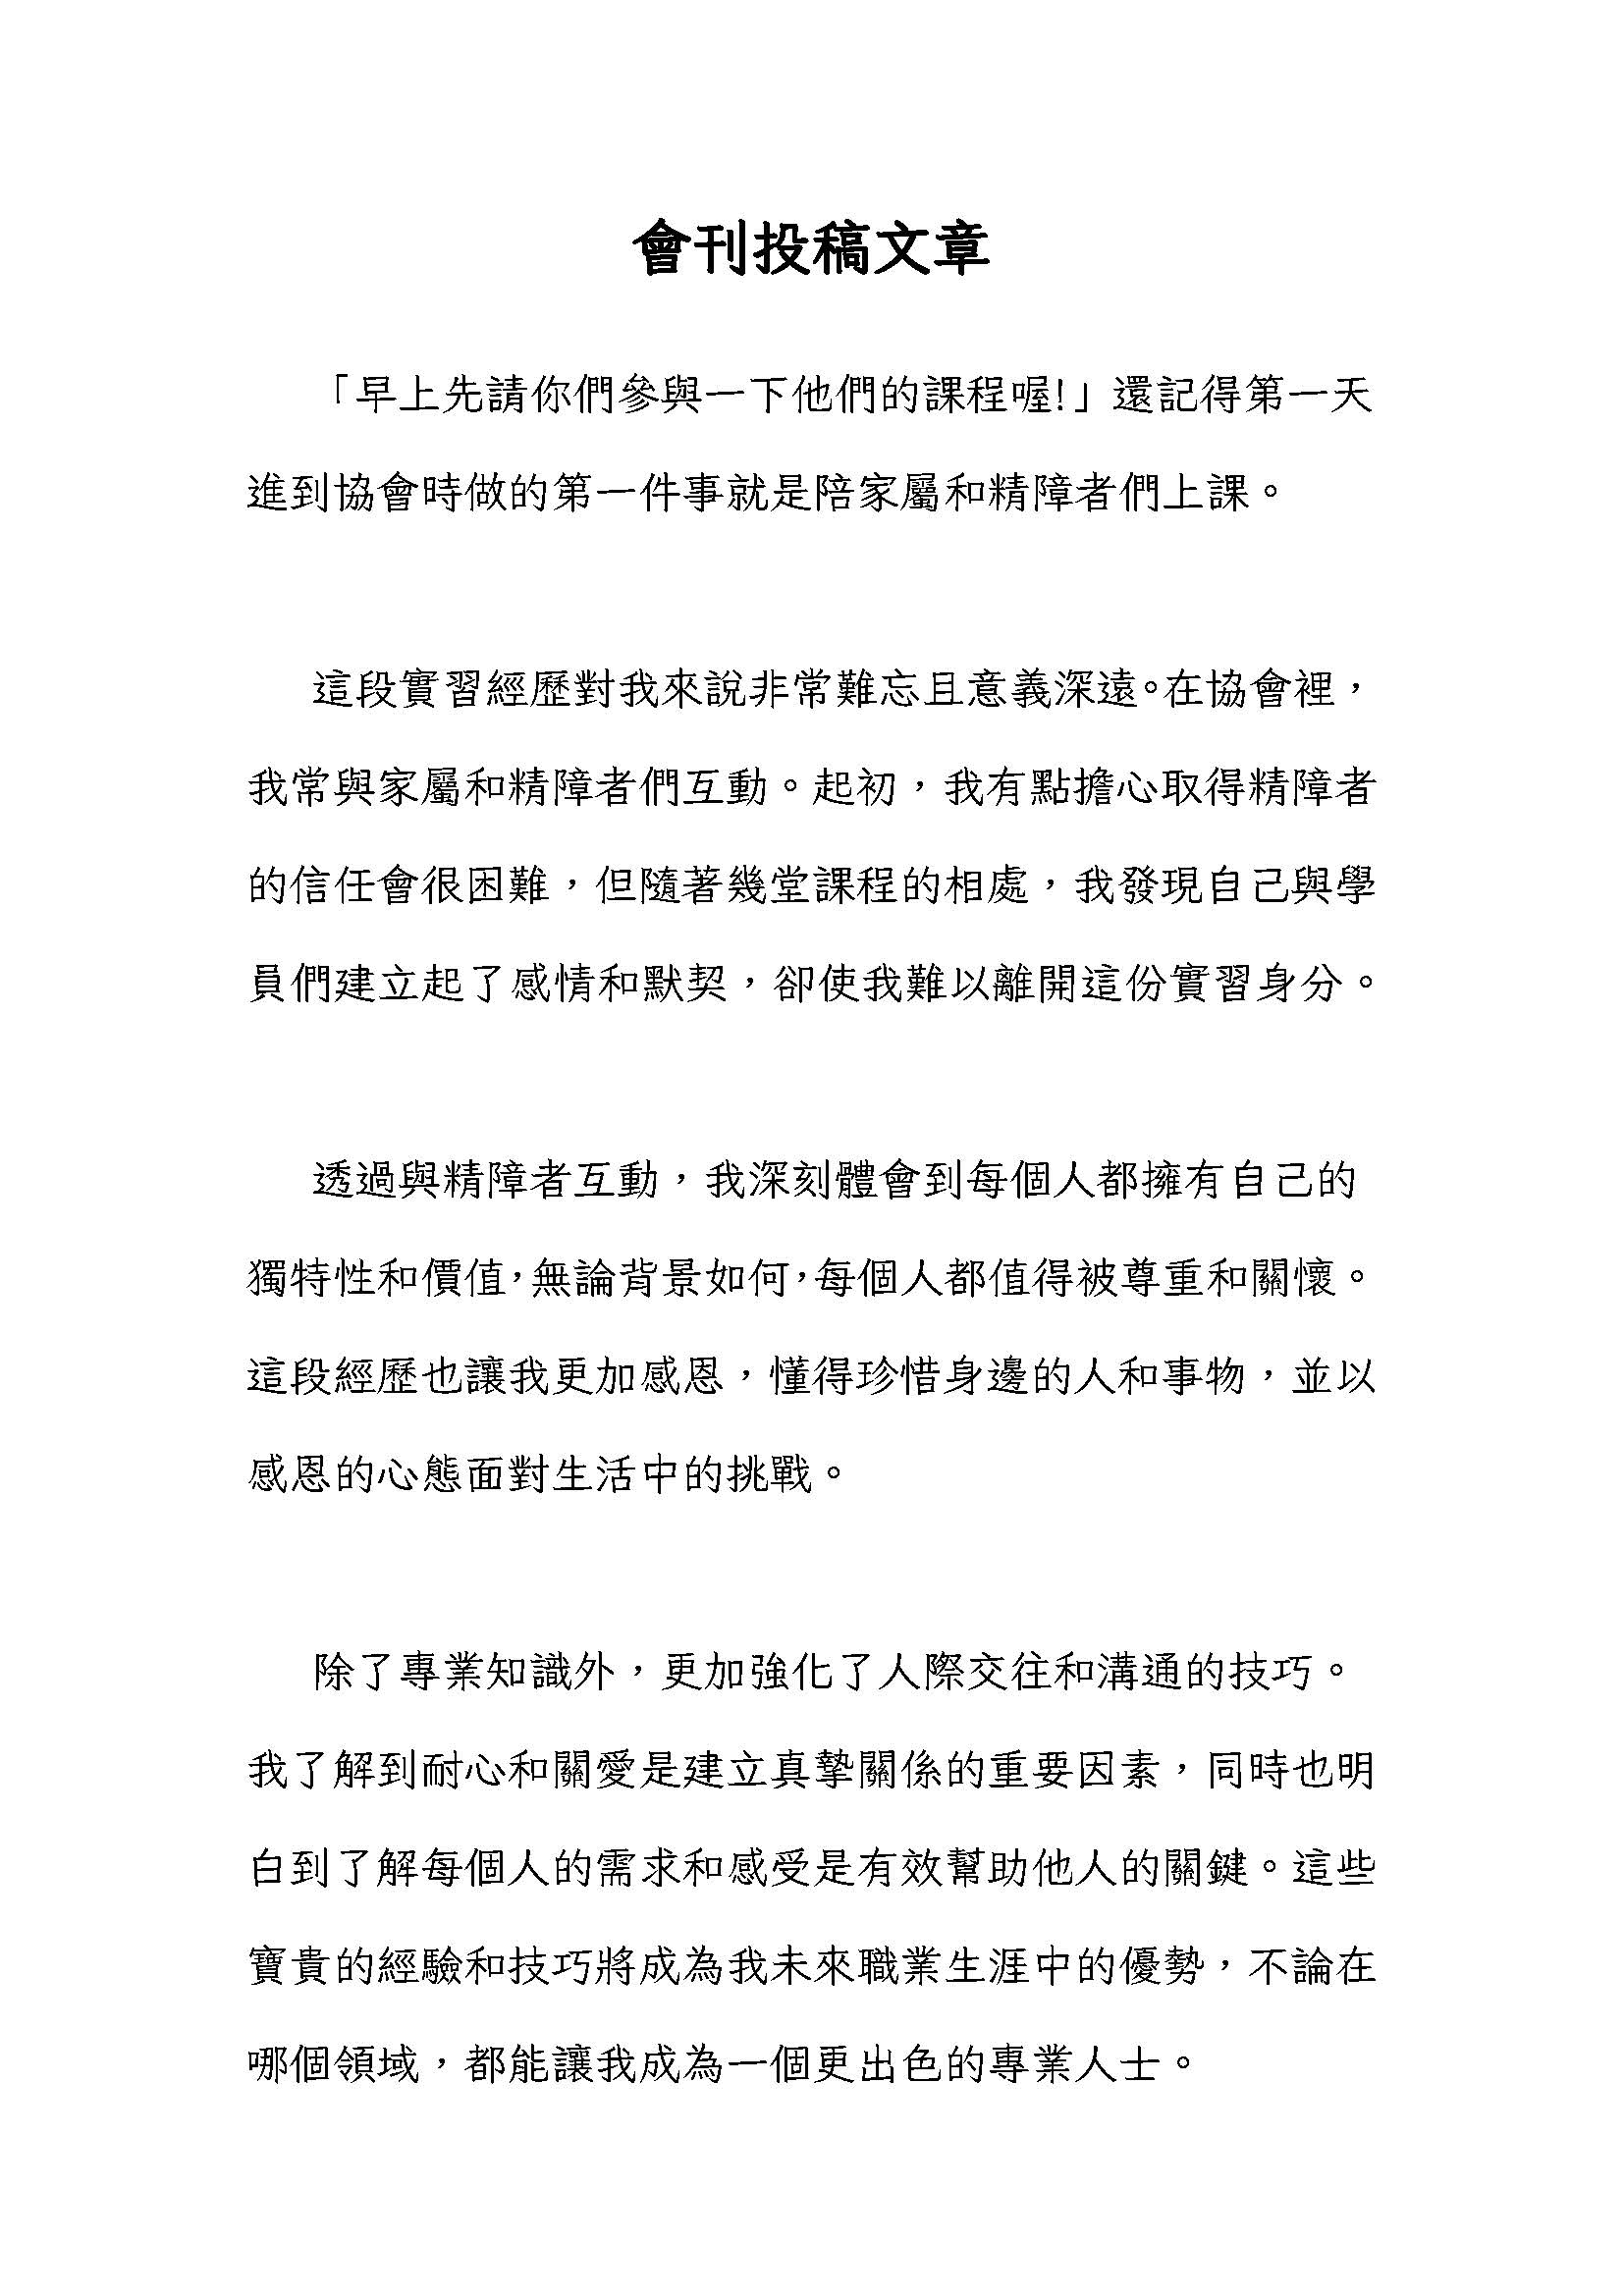 會刊投稿文章
「早上先請你們參與一下他們的課程喔!」還記得第一天
進到協會時做的第一件事就是陪家屬和精障者們上課。
這段實習經歷對我來說非常難忘且意義深遠。在協會裡，
我常與家屬和精障者們互動。起初，我有點擔心取得精障者
的信任會很困難，但隨著幾堂課程的相處，我發現自己與學
員們建立起了感情和默契，卻使我難以離開這份實習身分。
透過與精障者互動，我深刻體會到每個人都擁有自己的
獨特性和價值，無論背景如何，每個人都值得被尊重和關懷。
這段經歷也讓我更加感恩，懂得珍惜身邊的人和事物，並以
感恩的心態面對生活中的挑戰。
除了專業知識外，更加強化了人際交往和溝通的技巧。
我了解到耐心和關愛是建立真摯關係的重要因素，同時也明
白到了解每個人的需求和感受是有效幫助他人的關鍵。這些
寶貴的經驗和技巧將成為我未來職業生涯中的優勢，不論在
哪個領域，都能讓我成為一個更出色的專業人士。